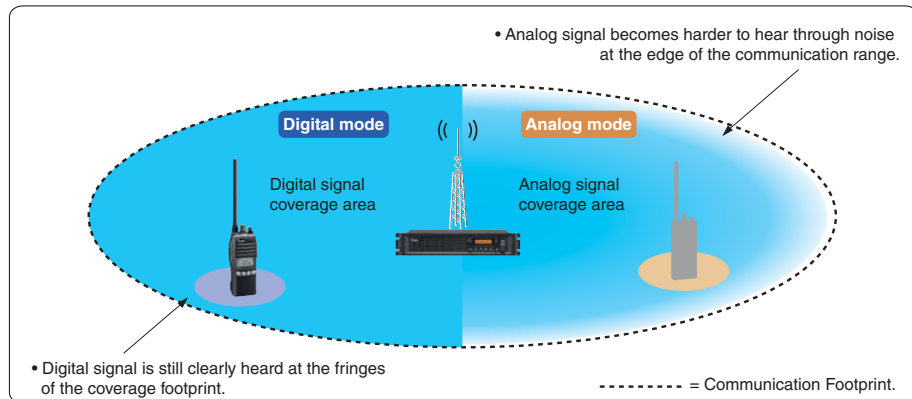 • Analog signal becomes harder to hear through noise
at the edge of the communication range.
Digital mode
Analog mode
Digital signal
coverage area
Analog signal
coverage area
• Digital signal is still clearly heard at the fringes
of the coverage footprint.
= Communication Footprint.